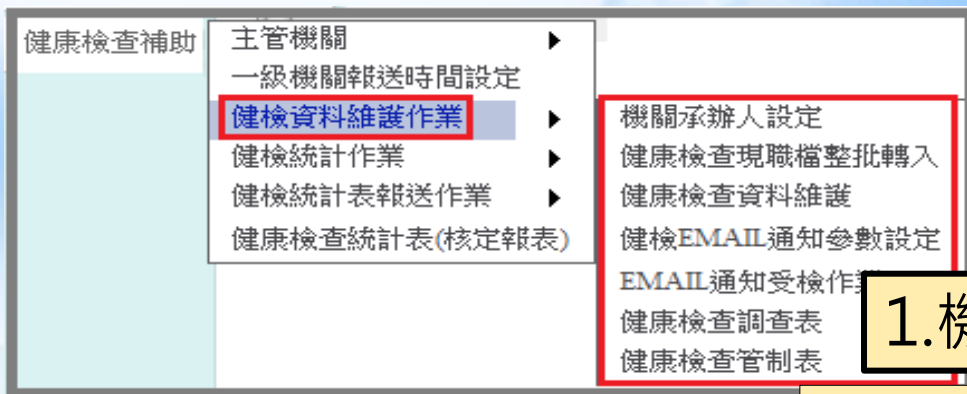 健康檢查補助
主管機關
一級機關報送時間設定
健檢資料維護作業
健檢統計作業
健檢統計表報送作業
健康檢查統計表(核定報表)
機關承辦人設定
健康檢查現職檔整批轉入
健康檢查資料維護
健檢EMAIL通知參數設定
EMAIL通知受檢作
健康檢查調查表
健康檢查管制表
1.機